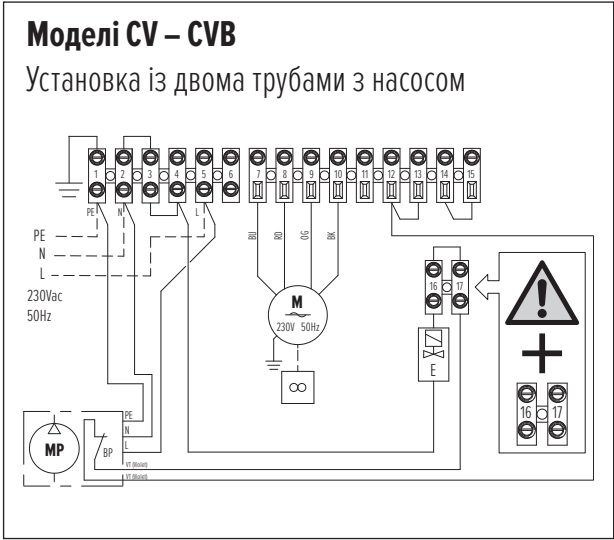 Моделі CV – CVB
Установка із двома трубами з насосом
1 2 3 4 5 6 7 8 9 10 11 12 13 14 15
PE N L BU RD OG BK
PE
N
L
230Vac
50Hz
M
230V 50Hz
16 17
E
16 17
PE
N
L
MP
BP
VT (Violet)
VT (Violet)